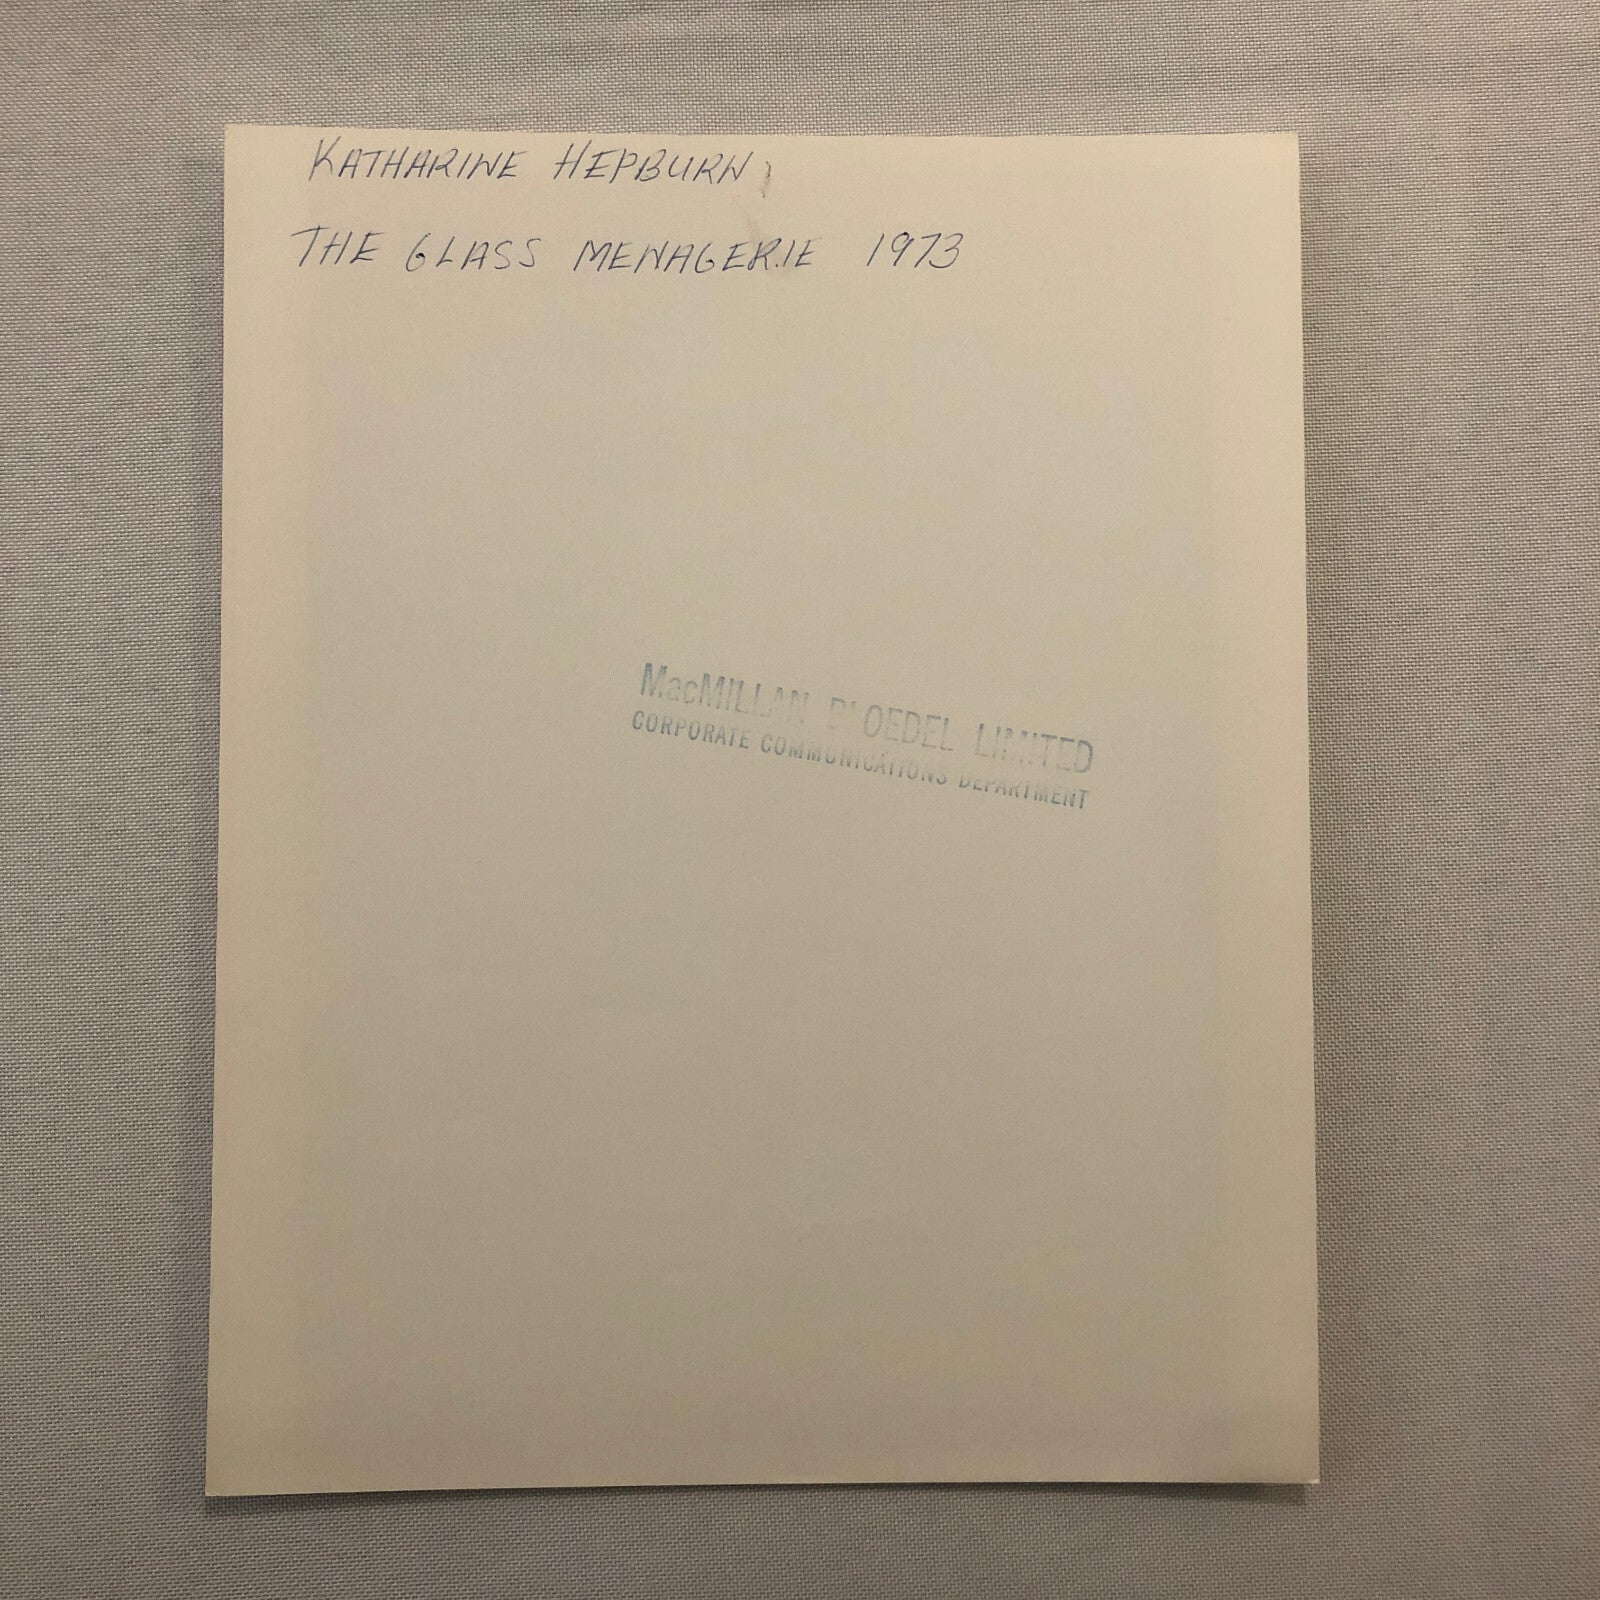 KATHARINE HEPBURN
THE GLASS MENAGERIE 1973
MacMILLAN BLOEDEL LIMITED
CORPORATE COMMUNICATIONS DEPARTMENT